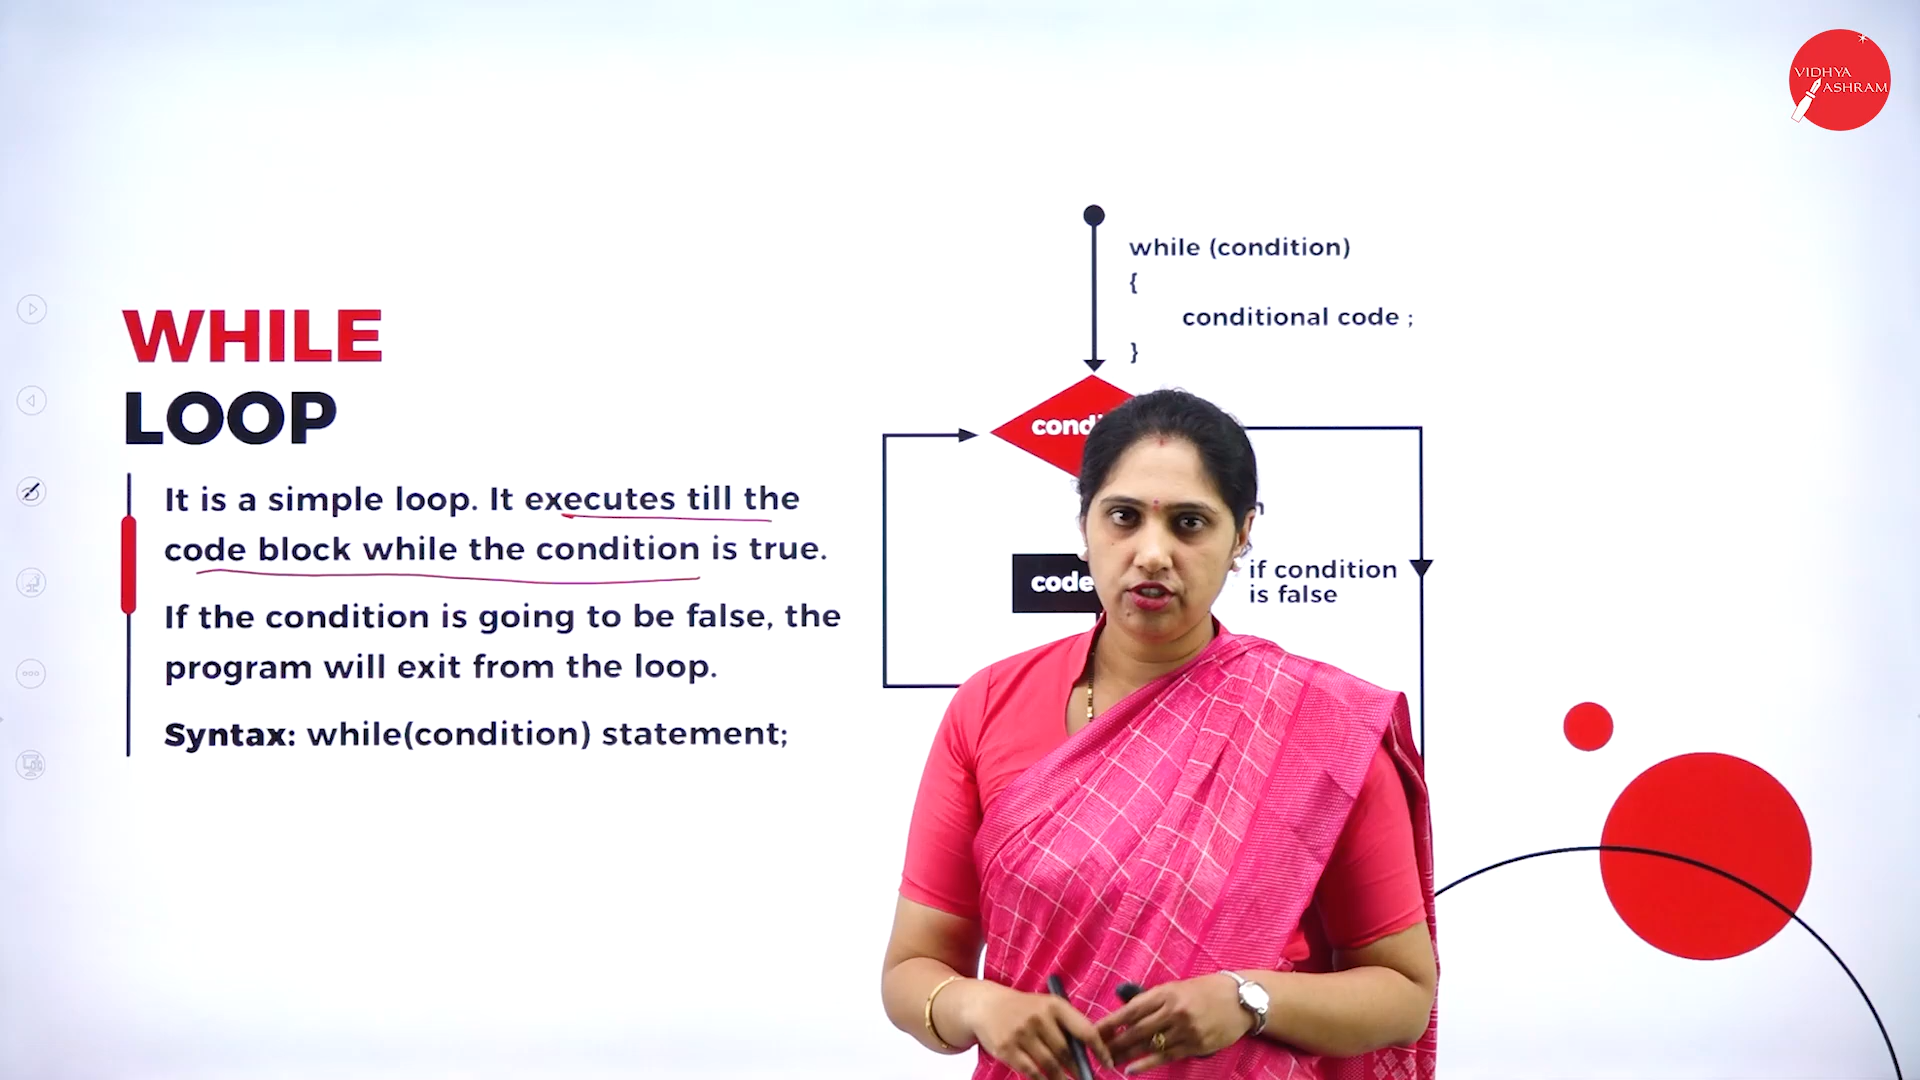 VIDHYA
ASHRAM
WHILE
LOOP
It is a simple loop. It executes till the
code block while the condition is true.
If the condition is going to be false, the
program will exit from the loop.
Syntax: while(condition) statement;
while (condition)
{
conditional code ;
}
if condition
is false